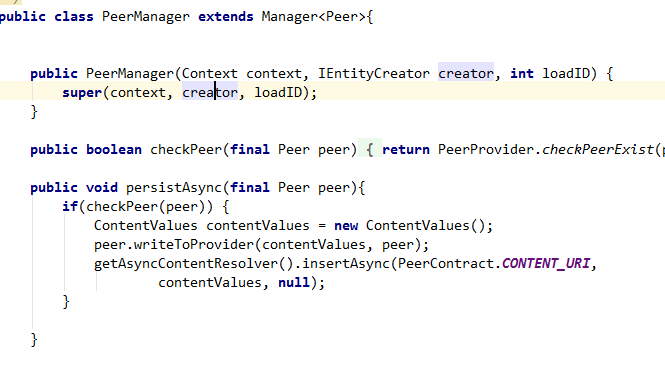 public class PeerManager extends Manager<Peer>{
public PeerManager(Context context, IEntityCreator creator, int loadID) {
super(context, creator, loadID);
}
public boolean checkPeer(final Peer peer) { return PeerProvider.checkPeerExist(
public void persistAsync(final Peer peer){
if(checkPeer(peer)) {
ContentValues contentValues = new ContentValues();
peer.writeToProvider(contentValues, peer);
getAsyncContentResolver().insertAsync(PeerContract.CONTENT_URI,
contentValues, null);
}
}